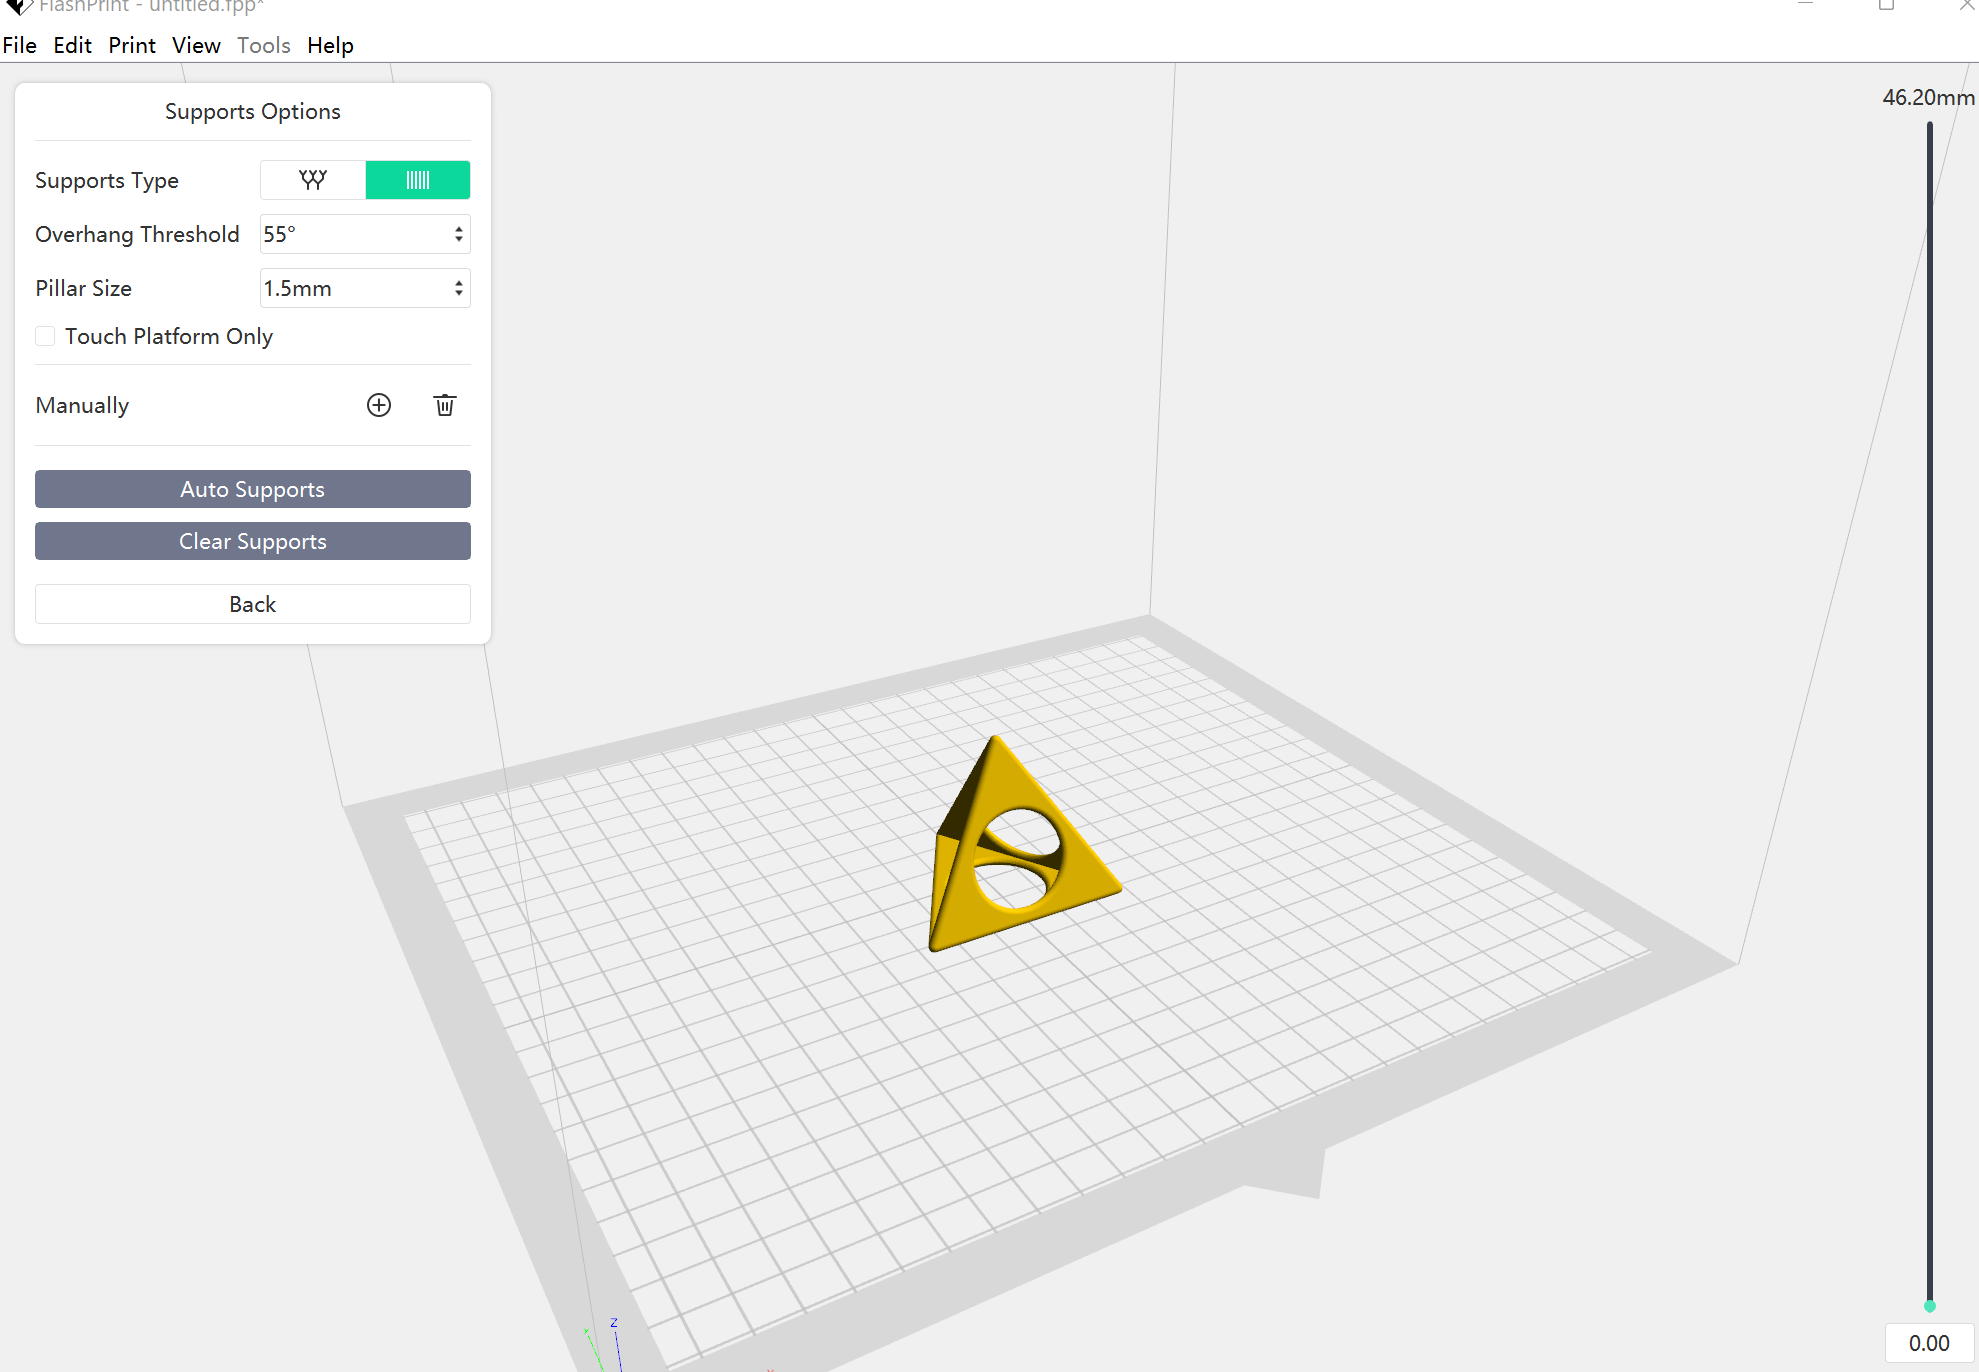 FlashPrint - untitled.fpp*
File Edit Print View Tools Help
Supports Options
Supports Type
Overhang Threshold 55°
Pillar Size 1.5mm
Touch Platform Only
Manually
Auto Supports
Clear Supports
Back
46.20mm
0.00
Y Z
X